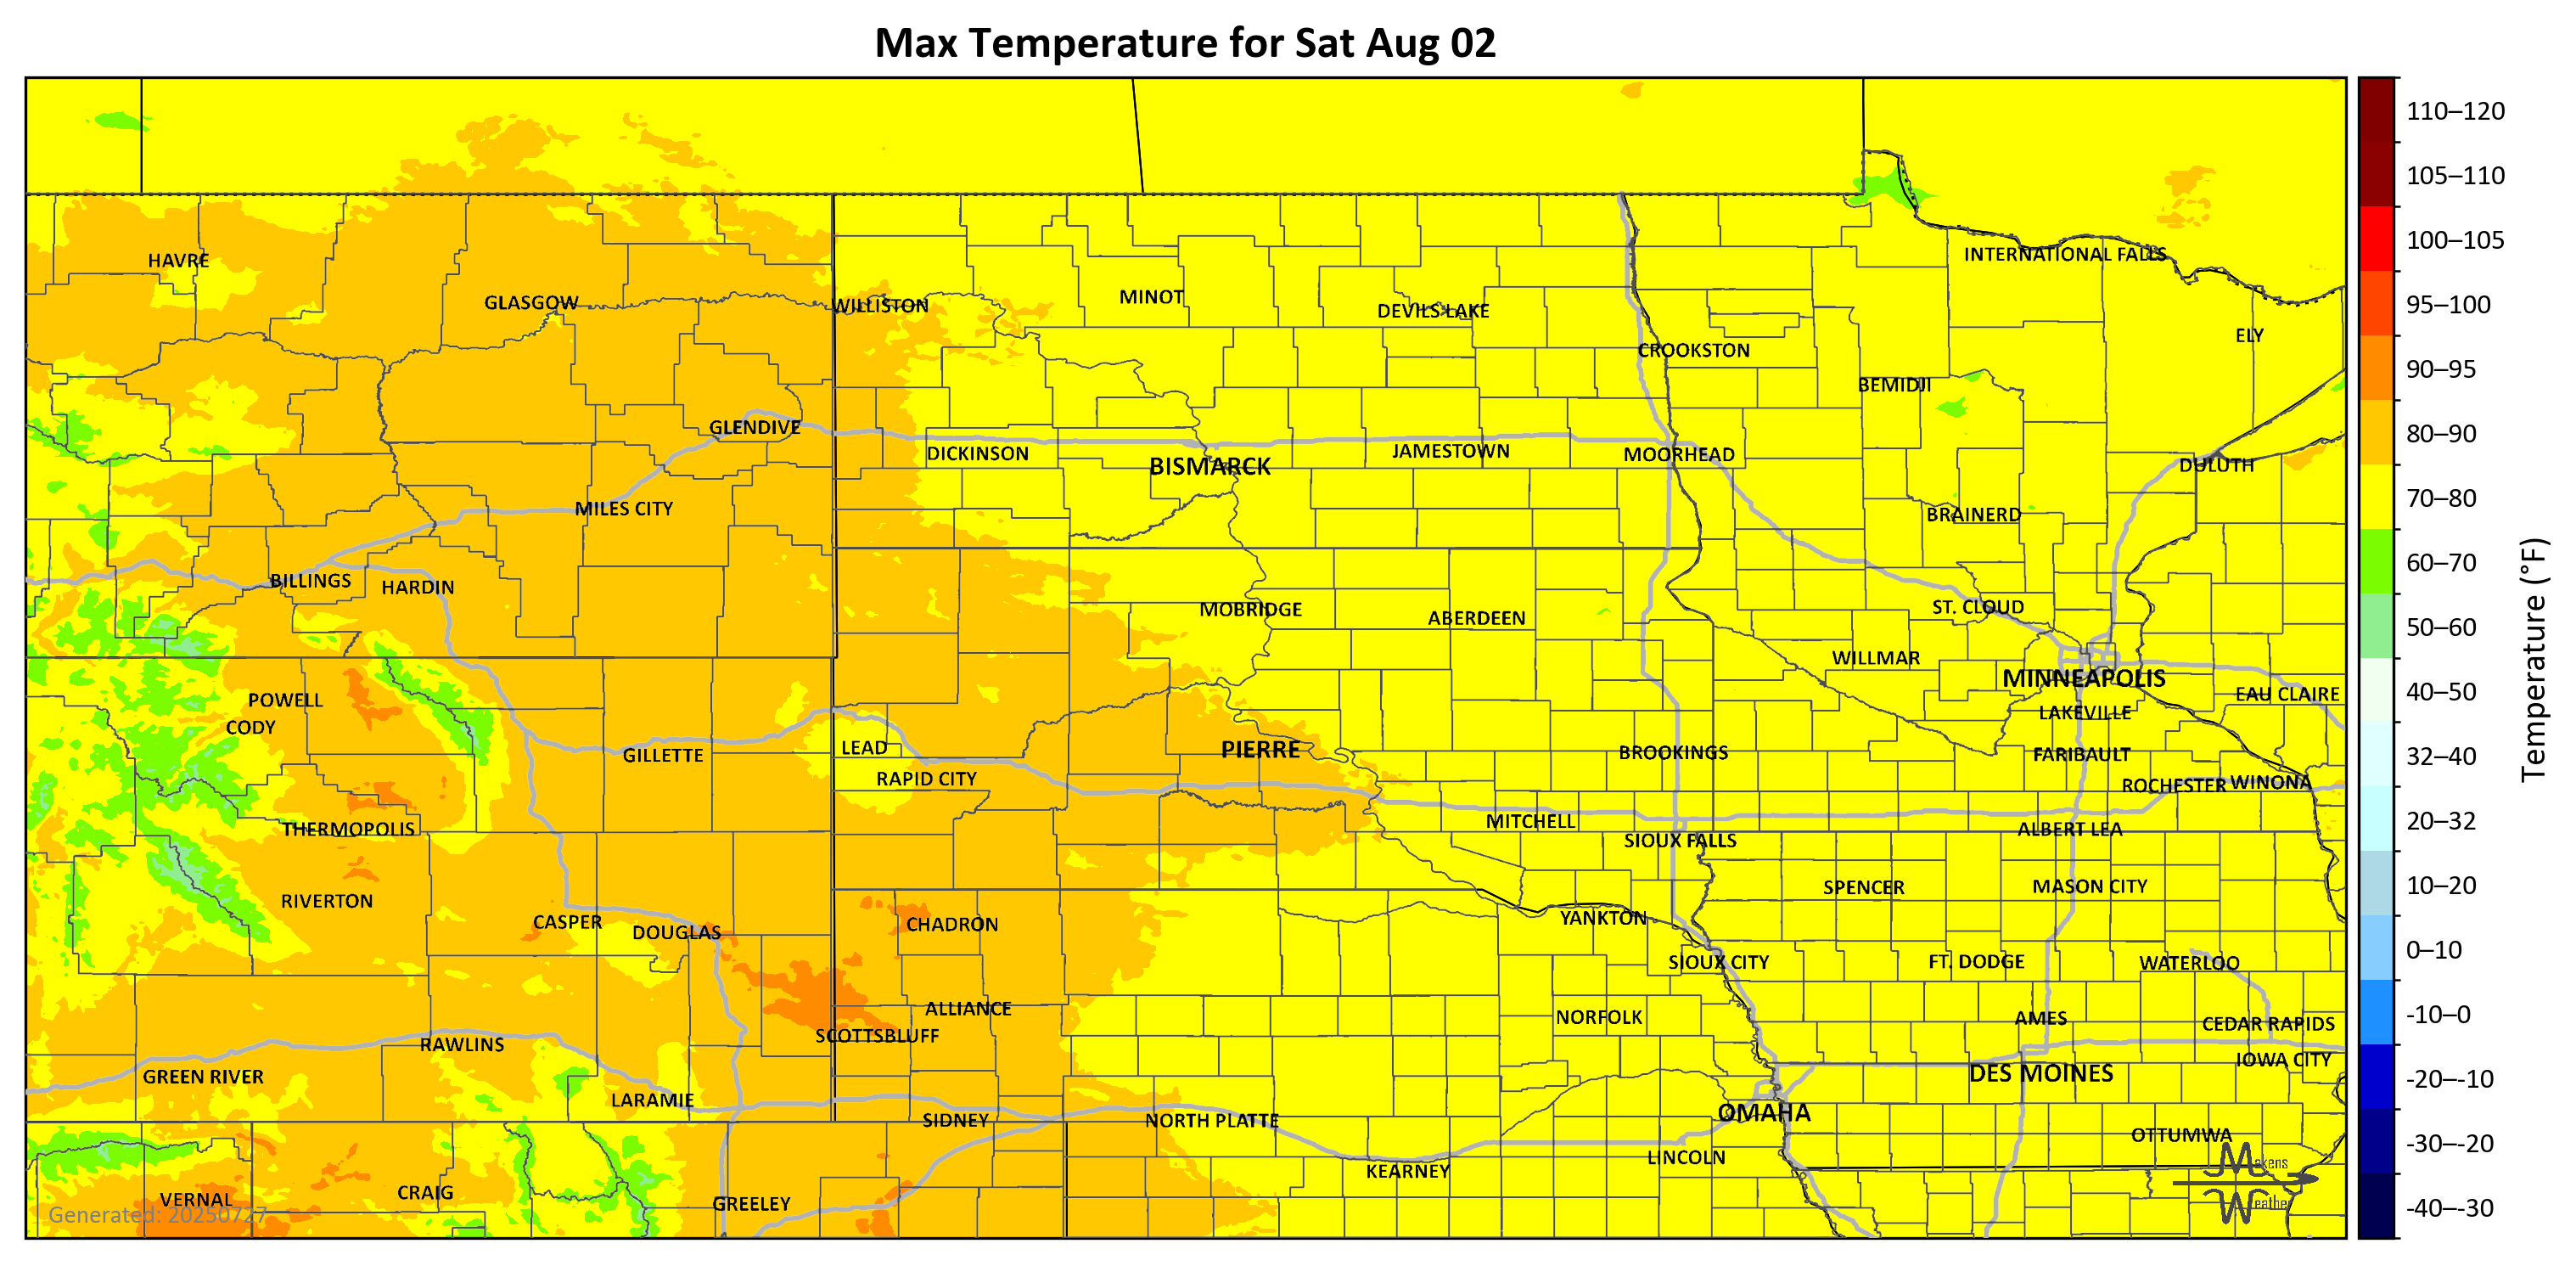 Max Temperature for Sat Aug 02
HAVRE
GLASGOW
WILLISTON
MINOT
DEVILS LAKE
INTERNATIONAL FALLS
ELY
CROOKSTON
BEMIDJI
GLENDIVE
DICKINSON
BISMARCK
JAMESTOWN
MOORHEAD
DULUTH
MILES CITY
BRAINERD
BILLINGS
HARDIN
MOBRIDGE
ABERDEEN
ST. CLOUD
WILLMAR
MINNEAPOLIS
EAU CLAIRE
POWELL
CODY
LAKEVILLE
GILLETTE
LEAD
PIERRE
BROOKINGS
FARIBAULT
RAPID CITY
ROCHESTER
WINONA
THERMOPOLIS
MITCHELL
SIOUX FALLS
ALBERT LEA
RIVERTON
SPENCER
MASON CITY
CASPER
DOUGLAS
CHADRON
YANKTON
SIOUX CITY
FT. DODGE
WATERLOO
ALLIANCE
NORFOLK
AMES
CEDAR RAPIDS
SCOTTSBLUFF
RAWLINS
IOWA CITY
GREEN RIVER
DES MOINES
LARAMIE
SIDNEY
NORTH PLATTE
OMAHA
OTTUMWA
LINCOLN
KEARNEY
VERNAL
CRAIG
GREELEY
Generated: 20250727
Makens
Weather
110–120
105–110
100–105
95–100
90–95
80–90
70–80
60–70
50–60
40–50
32–40
20–32
10–20
0–10
-10–0
-20–-10
-30–-20
-40–-30
Temperature (°F)